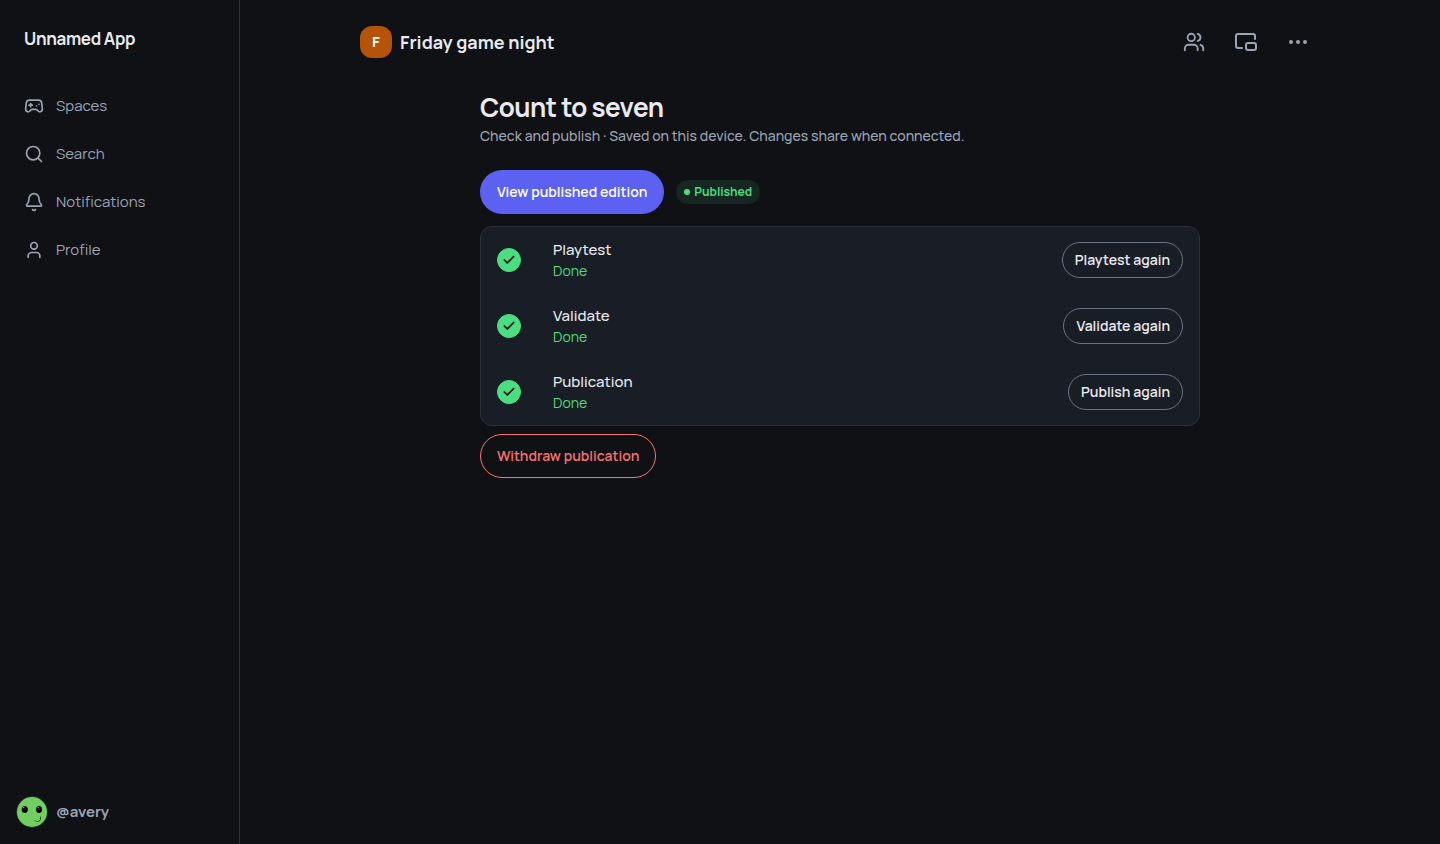 Unnamed App
Spaces
Search
Notifications
Profile
@avery
F Friday game night
Count to seven
Check and publish · Saved on this device. Changes share when connected.
View published edition
Published
Playtest
Done
Playtest again
Validate
Done
Validate again
Publication
Done
Publish again
Withdraw publication